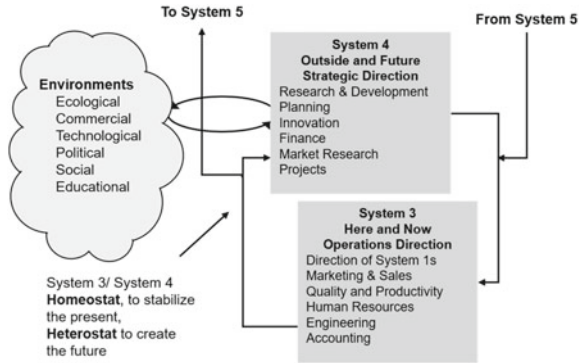 To System 5
From System 5
Environments
Ecological
Commercial
Technological
Political
Social
Educational
System 4
Outside and Future
Strategic Direction
Research & Development
Planning
Innovation
Finance
Market Research
Projects
System 3
Here and Now
Operations Direction
Direction of System 1s
Marketing & Sales
Quality and Productivity
Human Resources
Engineering
Accounting
System 3/ System 4
Homeostat, to stabilize
the present,
Heterostat to create
the future